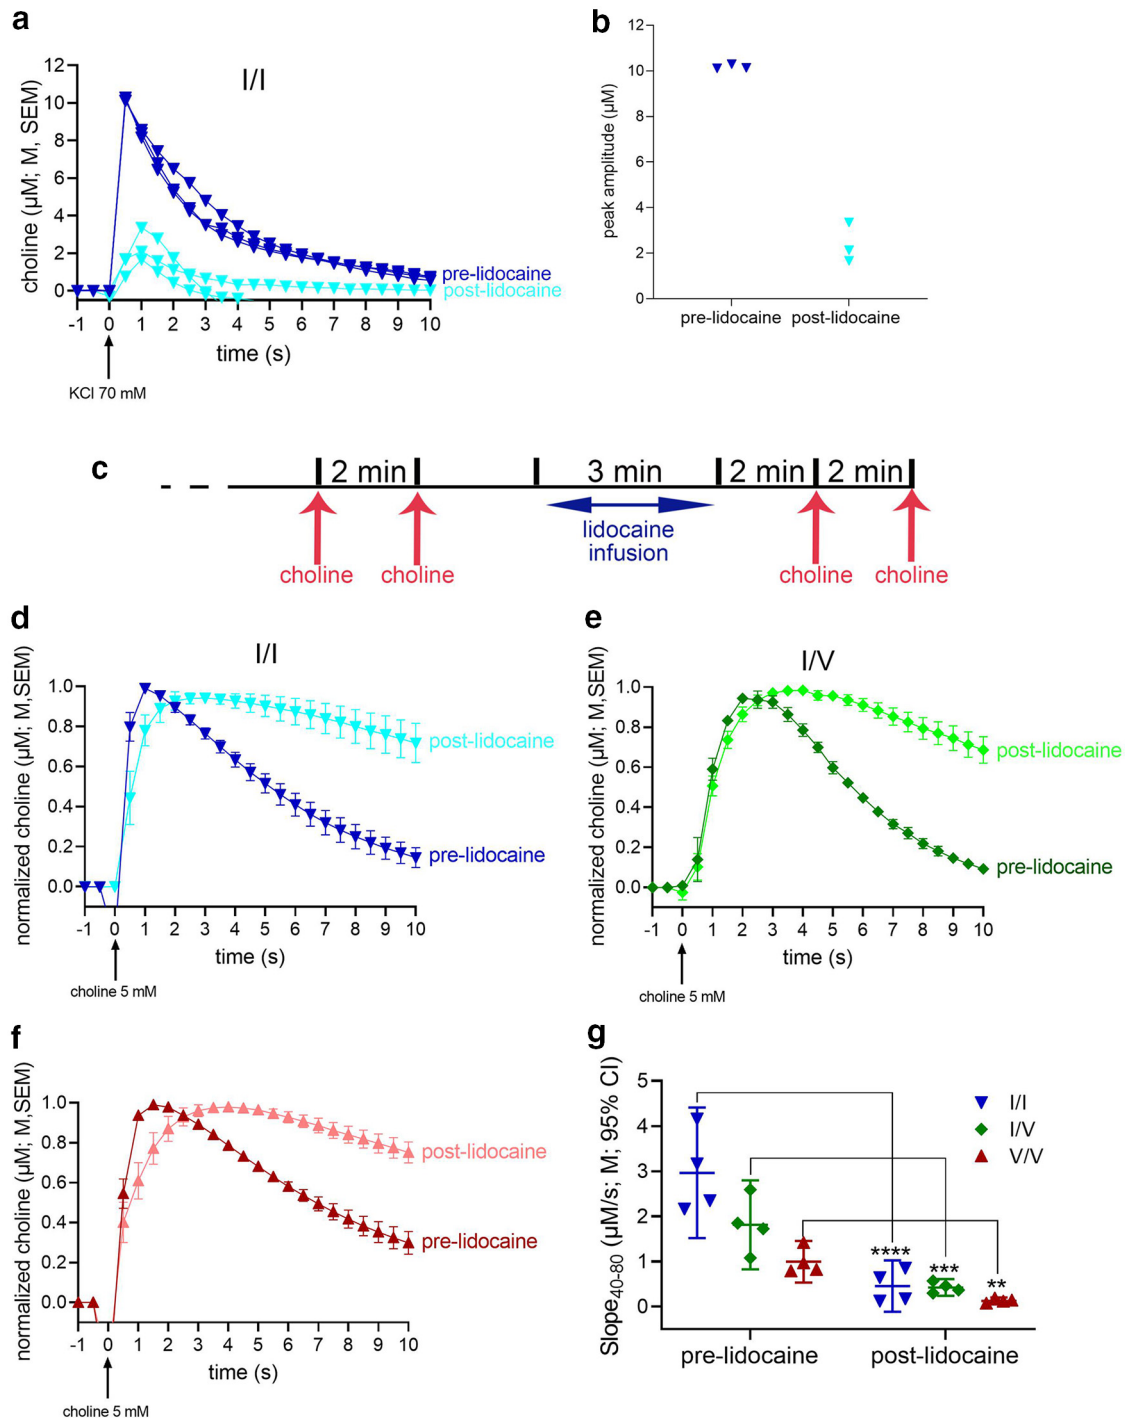 a
I/I
choline (µM; M, SEM)
12
10
8
6
4
2
0
pre-lidocaine
post-lidocaine
-1 0 1 2 3 4 5 6 7 8 9 10
time (s)
KCl 70 mM
b
peak amplitude (µM)
12
10
8
6
4
2
0
pre-lidocaine post-lidocaine
c
2 min 3 min 2 min 2 min
lidocaine
infusion
choline choline choline choline
d
I/I
normalized choline (µM; M,SEM)
1.0
0.8
0.6
0.4
0.2
0.0
post-lidocaine
pre-lidocaine
-1 0 1 2 3 4 5 6 7 8 9 10
time (s)
choline 5 mM
e
I/V
normalized choline (µM; M,SEM)
1.0
0.8
0.6
0.4
0.2
0.0
post-lidocaine
pre-lidocaine
-1 0 1 2 3 4 5 6 7 8 9 10
time (s)
choline 5 mM
f
normalized choline (µM; M,SEM)
1.0
0.8
0.6
0.4
0.2
0.0
post-lidocaine
pre-lidocaine
-1 0 1 2 3 4 5 6 7 8 9 10
time (s)
choline 5 mM
g
Slope40-80 (µM/s; M; 95% CI)
5
4
3
2
1
0
I/I
I/V
V/V
****
***
**
pre-lidocaine post-lidocaine